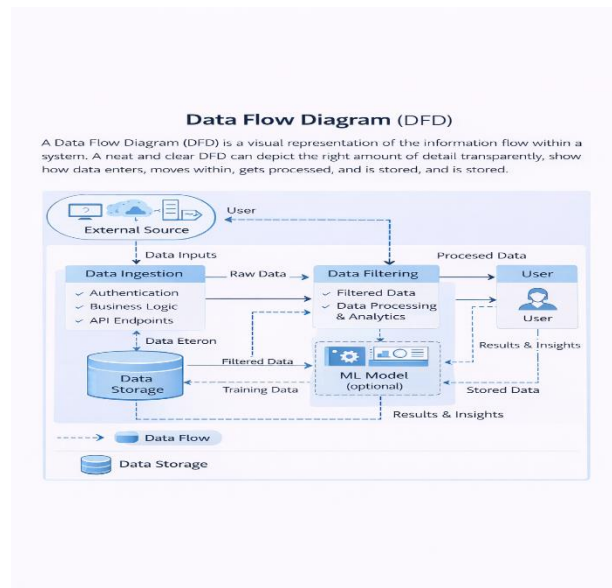 Data Flow Diagram (DFD)
A Data Flow Diagram (DFD) is a visual representation of the information flow within a
system. A neat and clear DFD can depict the right amount of detail transparently, show
how data enters, moves within, gets processed, and is stored, and is stored.
User
External Source
Data Inputs
Procesed Data
Data Ingestion
Raw Data
Data Filtering
User
✓ Authentication
✓ Business Logic
✓ API Endpoints
✓ Filtered Data
✓ Data Processing
& Analytics
User
Data Eteron
Results & Insights
Filtered Data
Data
Storage
ML Model
(optional)
Training Data
Stored Data
Results & Insights
Data Flow
Data Storage